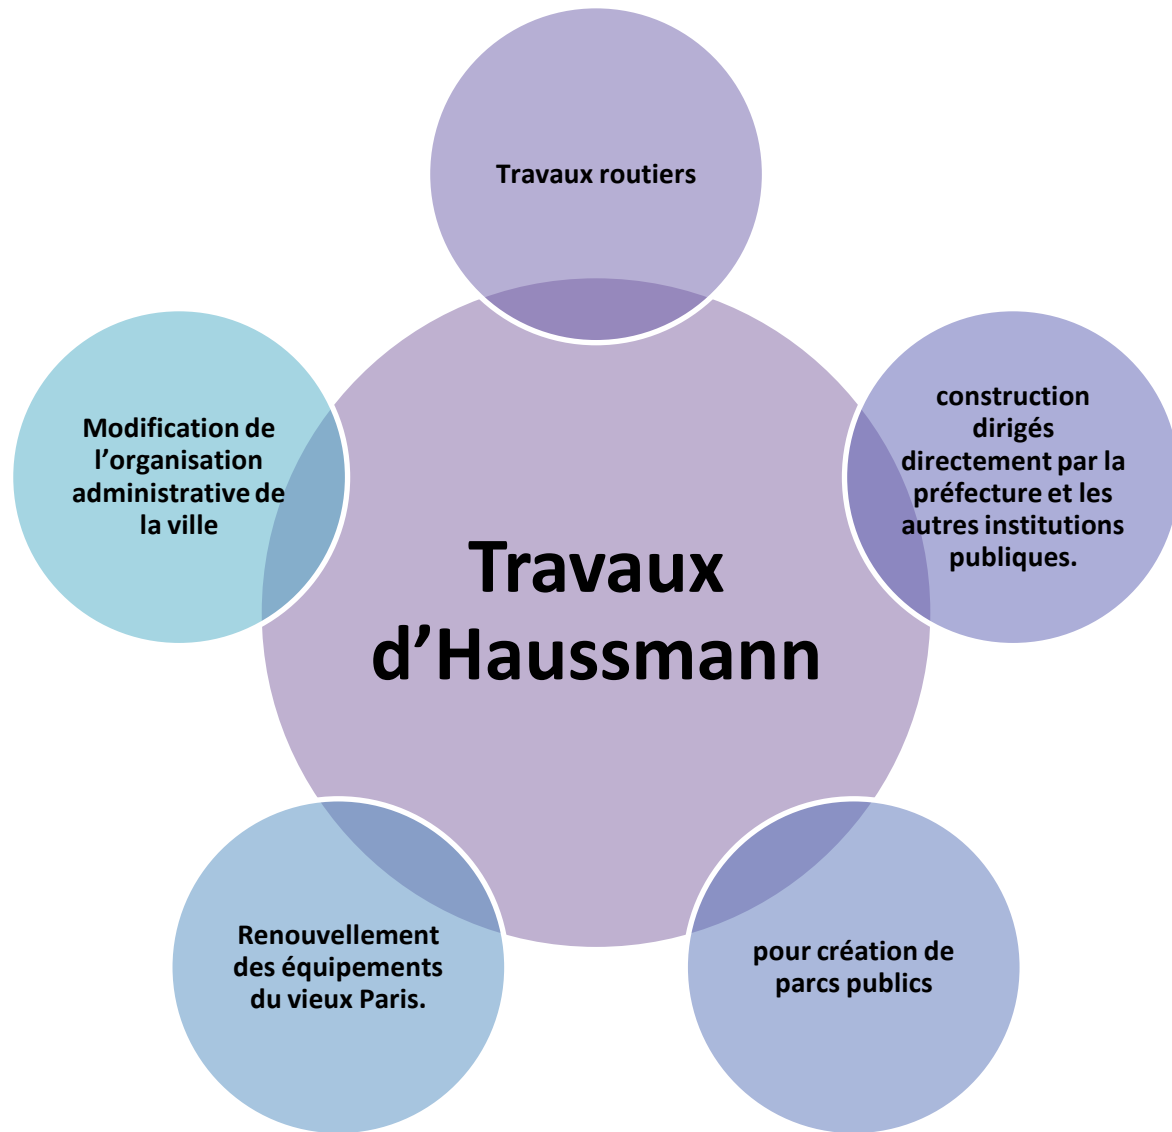 Travaux routiers
construction
dirigés
directement par la
préfecture et les
autres institutions
publiques.
pour création de
parcs publics
Renouvellement
des équipements
du vieux Paris.
Modification de
l’organisation
administrative de
la ville
Travaux
d’Haussmann